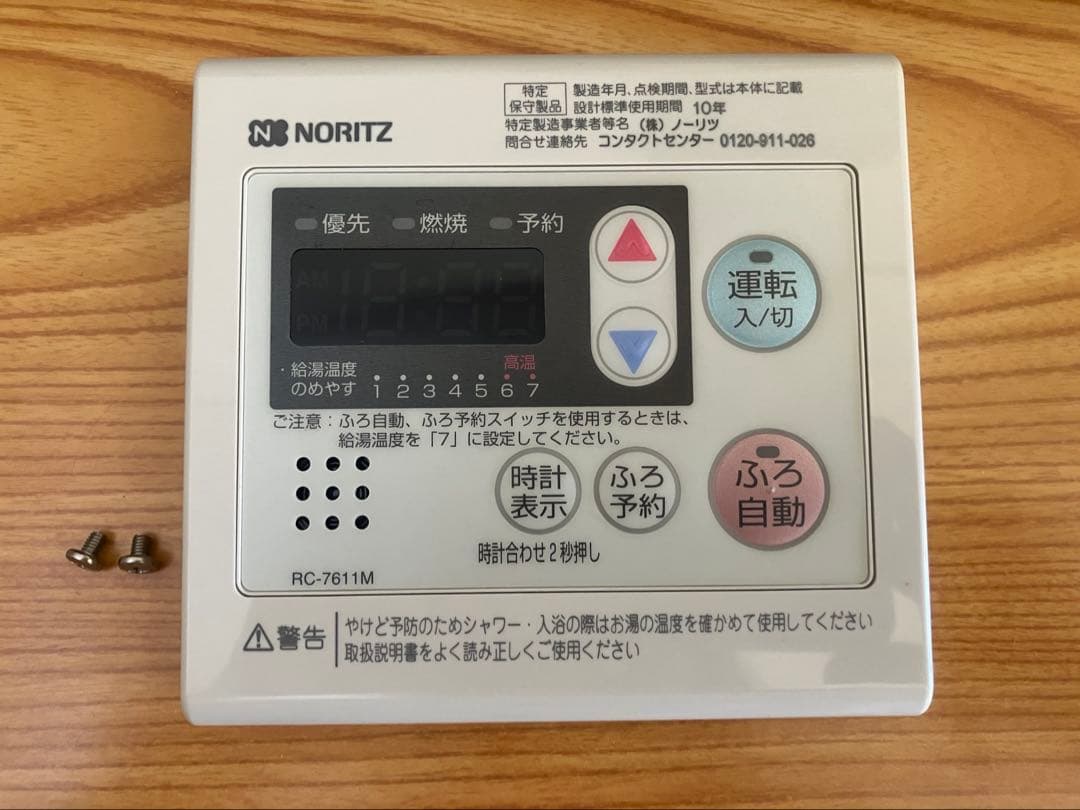 特定
保守製品
製造年月、点検期間、型式は本体に記載
設計標準使用期間 10年
特定製造事業者等名 (株) ノーリツ
問合せ連絡先 コンタクトセンター 0120-911-026
NORITZ
優先 燃焼 予約
AM
PM
給湯温度
のめやす
高温
1 2 3 4 5 6 7
運転
入/切
ご注意:ふろ自動、ふろ予約スイッチを使用するときは、
給湯温度を「7」に設定してください。
時計
表示
ふろ
予約
ふろ
自動
時計合わせ2秒押し
RC-7611M
警告
やけど予防のためシャワー・入浴の際はお湯の温度を確かめて使用してください
取扱説明書をよく読み正しくご使用ください